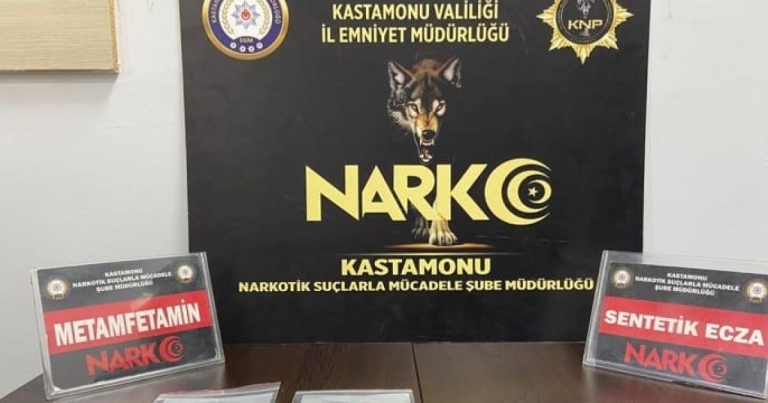 KASTAMONU VALİLİĞİ
İL EMNİYET MÜDÜRLÜĞÜ
KNP
NARKO
KASTAMONU
NARKOTİK SUÇLARLA MÜCADELE ŞUBE MÜDÜRLÜĞÜ
KASTAMONU
NARKOTİK SUÇLARLA MÜCADELE
ŞUBE MÜDÜRLÜĞÜ
METAMFETAMİN
NARKO
KASTAMONU
NARKOTİK SUÇLARLA MÜCADELE
ŞUBE MÜDÜRLÜĞÜ
SENTETİK ECZA
NARKO